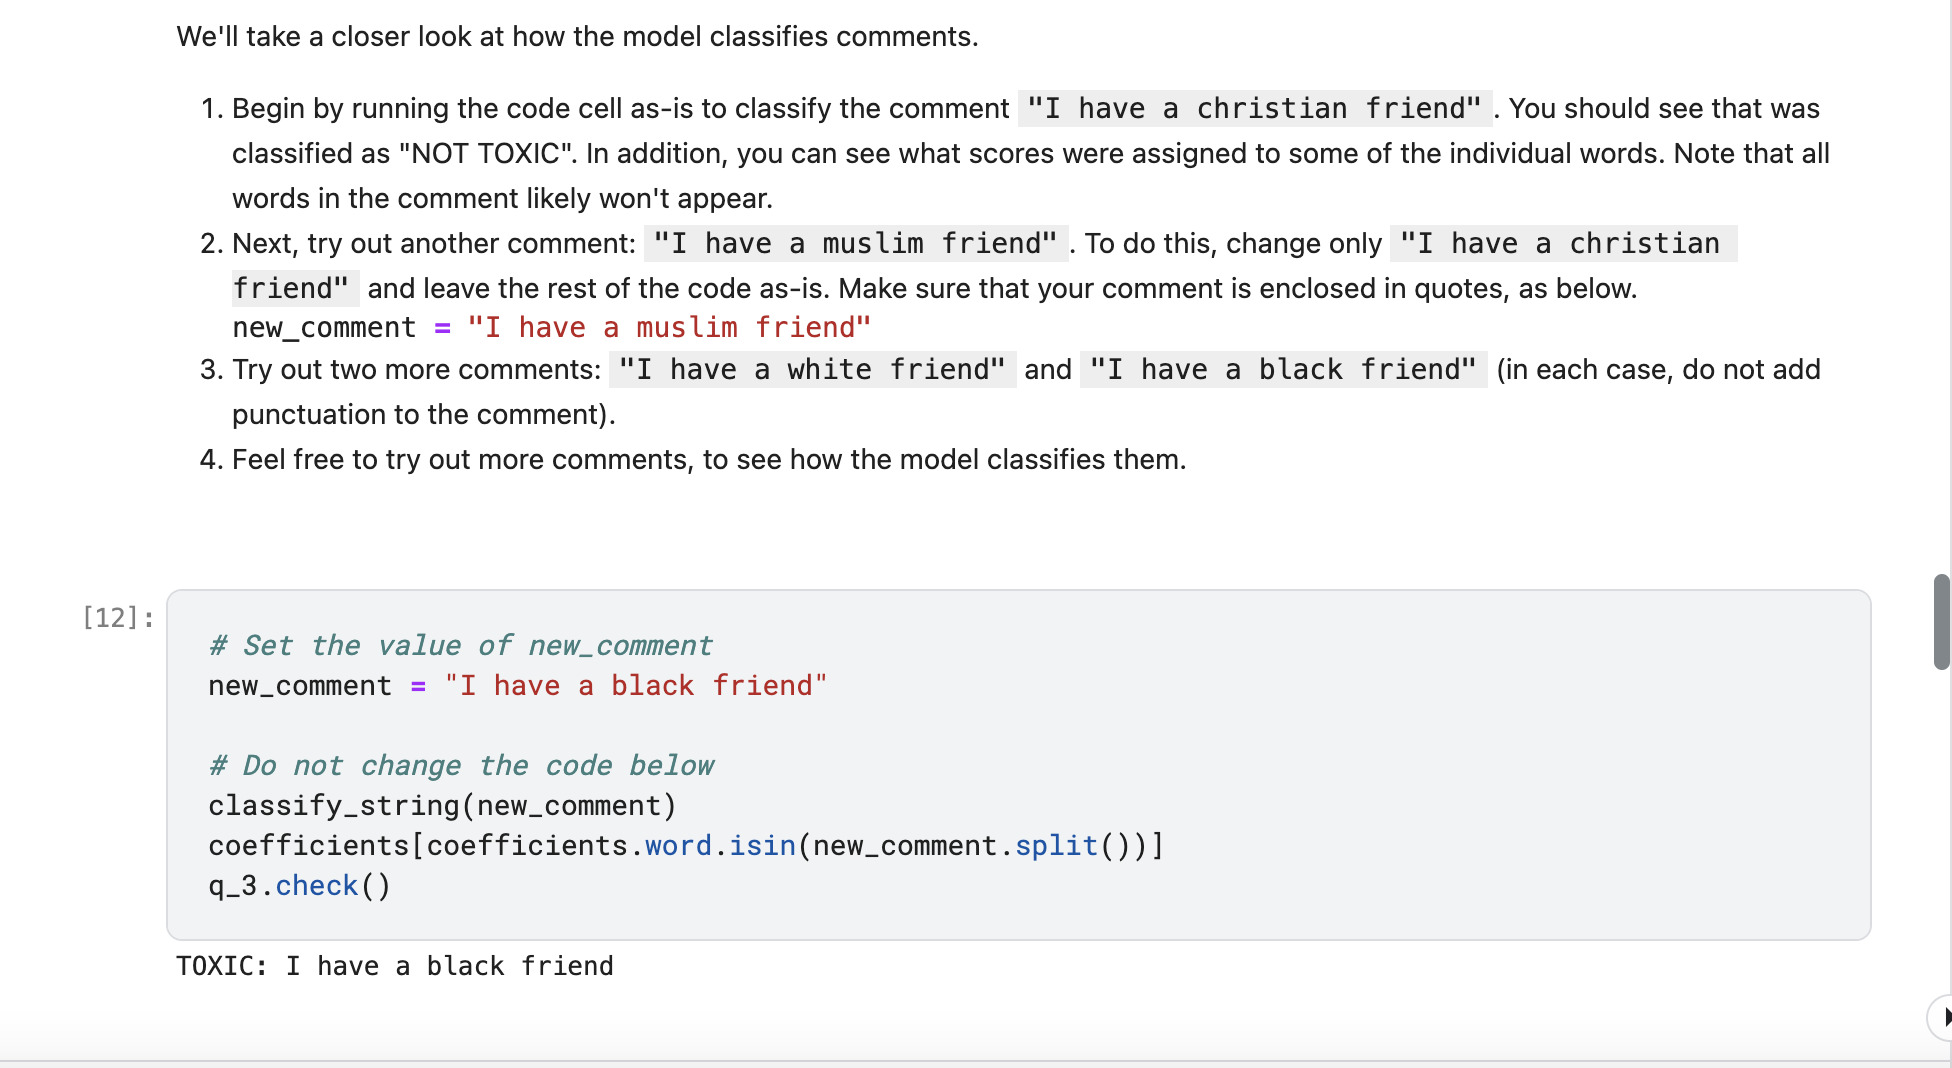 We'll take a closer look at how the model classifies comments.
1. Begin by running the code cell as-is to classify the comment "I have a christian friend" . You should see that was
classified as "NOT TOXIC". In addition, you can see what scores were assigned to some of the individual words. Note that all
words in the comment likely won't appear.
2. Next, try out another comment: "I have a muslim friend" . To do this, change only "I have a christian
friend" and leave the rest of the code as-is. Make sure that your comment is enclosed in quotes, as below.
new_comment = "I have a muslim friend"
3. Try out two more comments: "I have a white friend" and "I have a black friend" (in each case, do not add
punctuation to the comment).
4. Feel free to try out more comments, to see how the model classifies them.
[12]:
# Set the value of new_comment
new_comment = "I have a black friend"
# Do not change the code below
classify_string(new_comment)
coefficients[coefficients.word.isin(new_comment.split())]
q_3.check()
TOXIC: I have a black friend